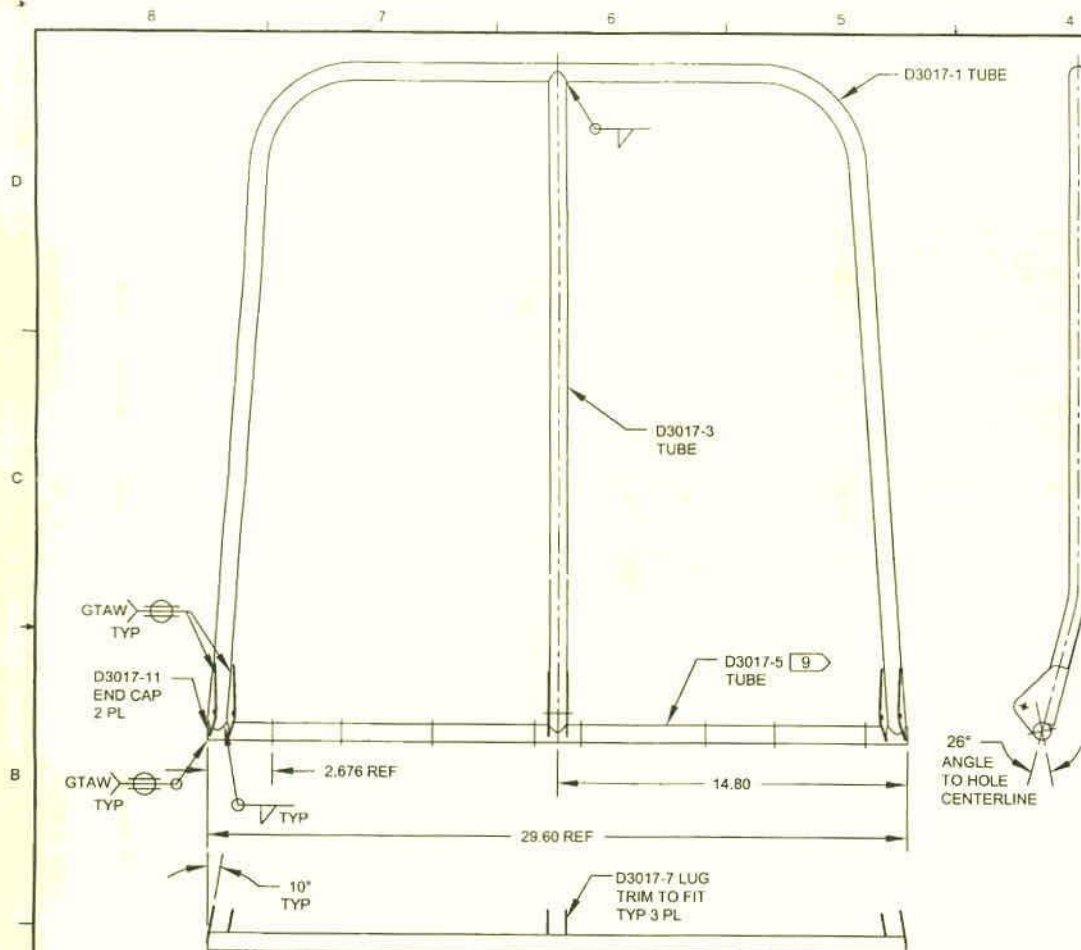 8 7 6 5 4
D3017-1 TUBE
D
D3017-3
TUBE
C
GTAW
TYP
D3017-11
END CAP
2 PL
D3017-5 9
TUBE
B
GTAW
TYP
2.676 REF
TYP
14.80
26°
ANGLE
TO HOLE
CENTERLINE
29.60 REF
10°
TYP
D3017-7 LUG
TRIM TO FIT
TYP 3 PL